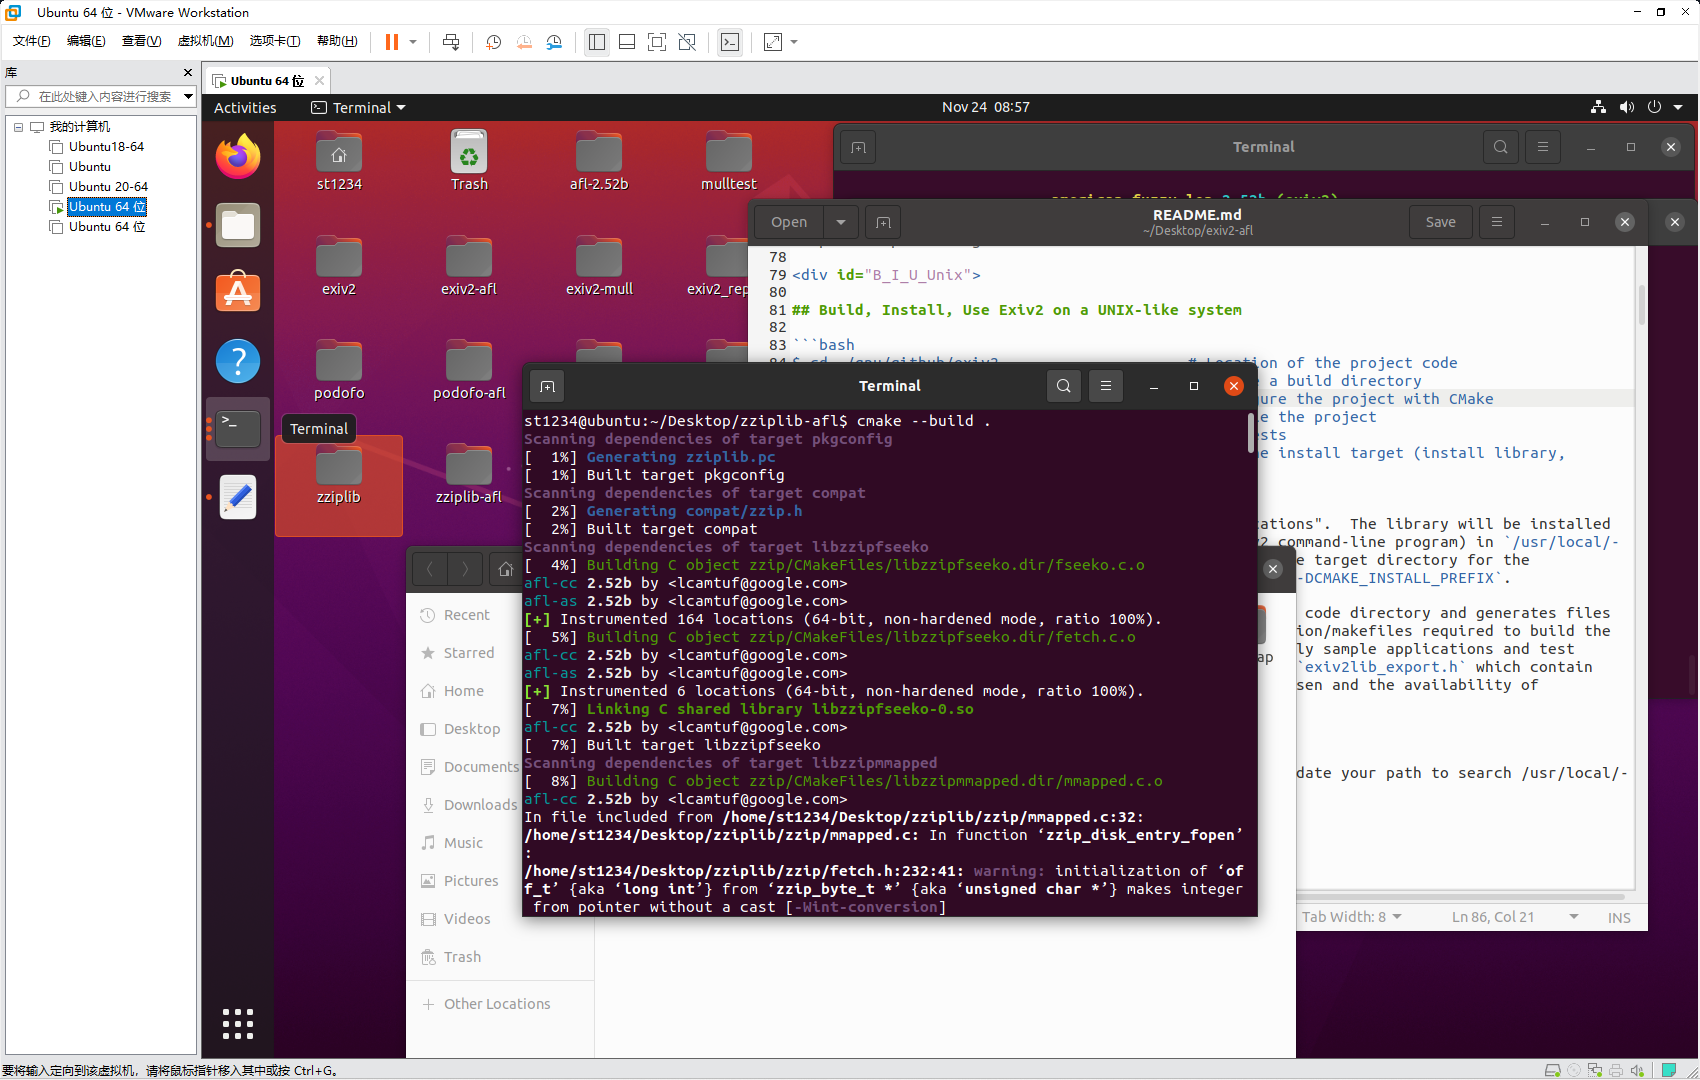 Ubuntu 64 位 - VMware Workstation
文件(F) 编辑(E) 查看(V) 虚拟机(M) 选项卡(T) 帮助(H)
库
在此处键入内容进行搜索
我的计算机
Ubuntu18-64
Ubuntu
Ubuntu 20-64
Ubuntu 64 位
Ubuntu 64 位
Ubuntu 64 位
Activities
Terminal
Nov 24 08:57
st1234
Trash
afl-2.52b
mulltest
exiv2
exiv2-afl
exiv2-mull
exiv2_rep
podofo
podofo-afl
Terminal
zziplib
zziplib-afl
Terminal
Open
README.md
~/Desktop/exiv2-afl
Save
78
79 <div id="B_I_U_Unix">
80
81 ## Build, Install, Use Exiv2 on a UNIX-like system
82
83 ```bash
# Location of the project code
a build directory
ure the project with CMake
e the project
ests
e install target (install library,
cations".  The library will be installed
v2 command-line program) in `/usr/local/-
e target directory for the
-DCMAKE_INSTALL_PREFIX`.
code directory and generates files
ion/makefiles required to build the
ly sample applications and test
`exiv2lib_export.h` which contain
sen and the availability of
date your path to search /usr/local/-
Tab Width: 8
Ln 86, Col 21
INS
Terminal
st1234@ubuntu:~/Desktop/zziplib-afl$ cmake --build .
Scanning dependencies of target pkgconfig
[  1%] Generating zziplib.pc
[  1%] Built target pkgconfig
Scanning dependencies of target compat
[  2%] Generating compat/zzip.h
[  2%] Built target compat
Scanning dependencies of target libzzipfseeko
[  4%] Building C object zzip/CMakeFiles/libzzipfseeko.dir/fseeko.c.o
afl-cc 2.52b by <lcamtuf@google.com>
afl-as 2.52b by <lcamtuf@google.com>
[+] Instrumented 164 locations (64-bit, non-hardened mode, ratio 100%).
[  5%] Building C object zzip/CMakeFiles/libzzipfseeko.dir/fetch.c.o
afl-cc 2.52b by <lcamtuf@google.com>
afl-as 2.52b by <lcamtuf@google.com>
[+] Instrumented 6 locations (64-bit, non-hardened mode, ratio 100%).
[  7%] Linking C shared library libzzipfseeko-0.so
afl-cc 2.52b by <lcamtuf@google.com>
[  7%] Built target libzzipfseeko
Scanning dependencies of target libzzipmmapped
[  8%] Building C object zzip/CMakeFiles/libzzipmmapped.dir/mmapped.c.o
afl-cc 2.52b by <lcamtuf@google.com>
In file included from /home/st1234/Desktop/zziplib/zzip/mmapped.c:32:
/home/st1234/Desktop/zziplib/zzip/mmapped.c: In function ‘zzip_disk_entry_fopen’
:
/home/st1234/Desktop/zziplib/zzip/fetch.h:232:41: warning: initialization of ‘of
f_t’ {aka ‘long int’} from ‘zzip_byte_t *’ {aka ‘unsigned char *’} makes integer
 from pointer without a cast [-Wint-conversion]
Recent
Starred
Home
Desktop
Documents
Downloads
Music
Pictures
Videos
Trash
Other Locations
ap
要将输入定向到该虚拟机，请将鼠标指针移入其中或按 Ctrl+G。